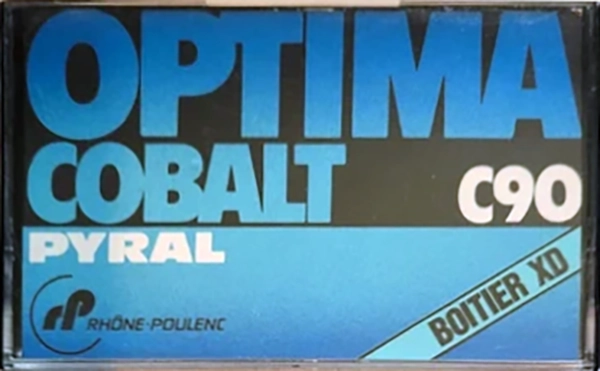 OPTIMA
COBALT
C90
PYRAL
BOITIER XD
rP RHÔNE-POULENC